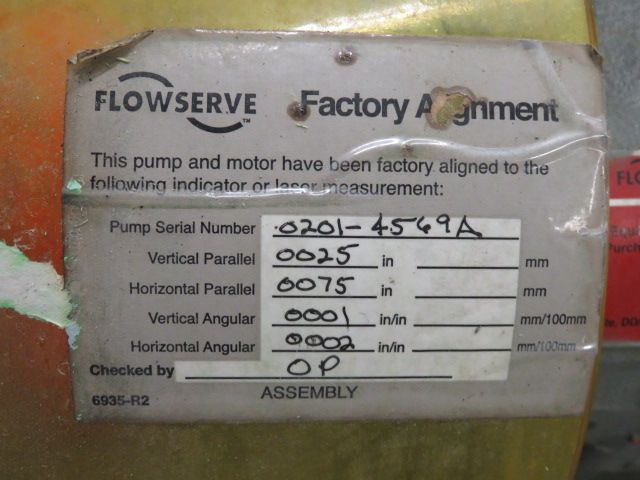 FLOWSERVE™ Factory Alignment
This pump and motor have been factory aligned to the
following indicator or laser measurement:
Pump Serial Number 0201-4569A
Vertical Parallel 0025 in mm
Horizontal Parallel 0075 in mm
Vertical Angular 0001 in/in mm/100mm
Horizontal Angular 0002 in/in mm/100mm
Checked by OP
6935-R2 ASSEMBLY